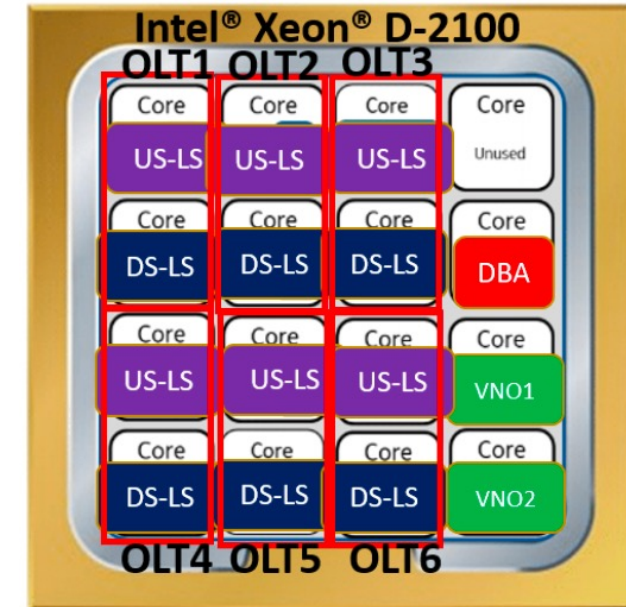 Intel® Xeon® D-2100
OLT1 OLT2 OLT3
Core Core Core Core
US-LS US-LS US-LS Unused
Core Core Core Core
DS-LS DS-LS DS-LS DBA
Core Core Core Core
US-LS US-LS US-LS VNO1
Core Core Core Core
DS-LS DS-LS DS-LS VNO2
OLT4 OLT5 OLT6